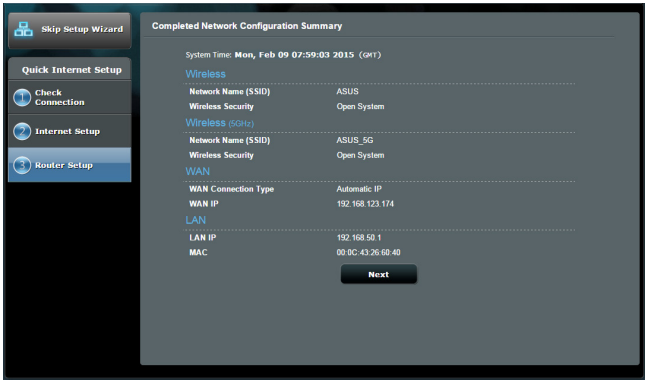 Skip Setup Wizard
Quick Internet Setup
1 Check
Connection
2 Internet Setup
3 Router Setup
Completed Network Configuration Summary
System Time: Mon, Feb 09 07:59:03 2015 (GMT)
Wireless
Network Name (SSID) ASUS
Wireless Security Open System
Wireless (5GHz)
Network Name (SSID) ASUS_5G
Wireless Security Open System
WAN
WAN Connection Type Automatic IP
WAN IP 192.168.123.174
LAN
LAN IP 192.168.50.1
MAC 00:0C:43:26:60:40
Next